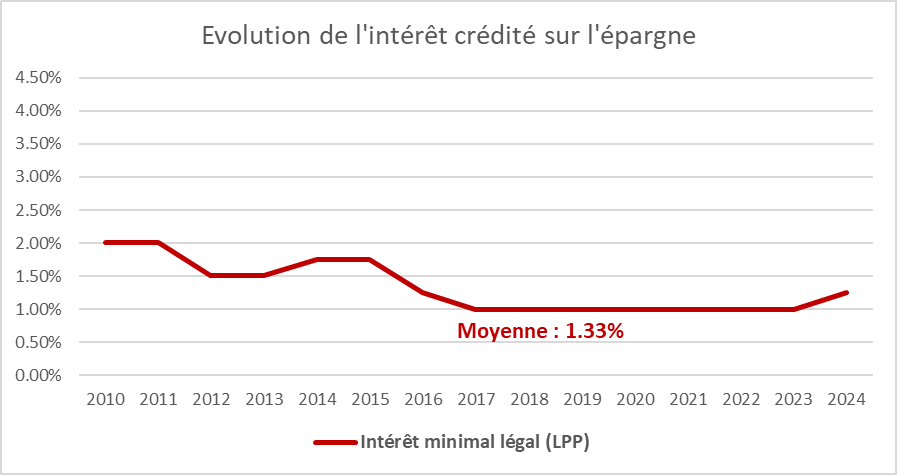 Evolution de l'intérêt crédité sur l'épargne
4.50%
4.00%
3.50%
3.00%
2.50%
2.00%
1.50%
1.00%
0.50%
0.00%
Moyenne : 1.33%
2010 2011 2012 2013 2014 2015 2016 2017 2018 2019 2020 2021 2022 2023 2024
Intérêt minimal légal (LPP)